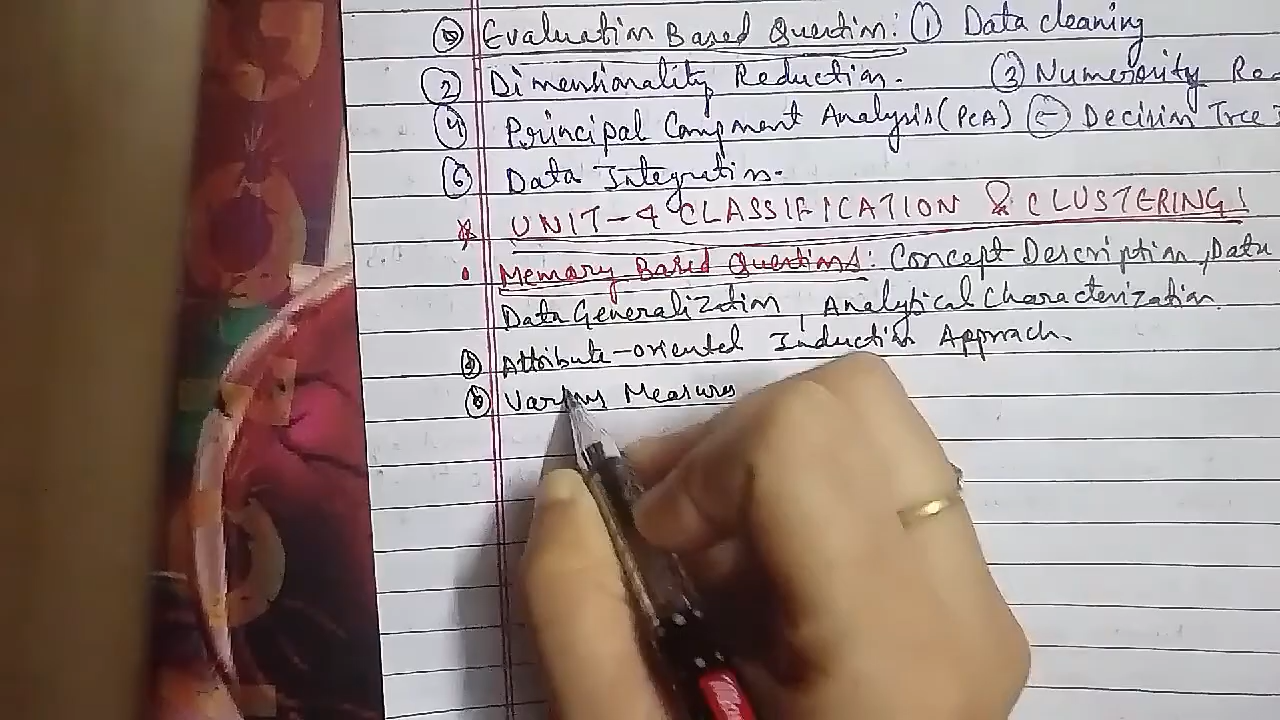 ⑤ Evaluation Based Question: ① Data cleaning
② Dimensionality Reduction. ③ Numerosity Re
④ Principal Component Analysis (PCA) ⑤ Decision Tree
⑥ Data Integration.
* UNIT-4 CLASSIFICATION & CLUSTERING!
• Memory Based Questions: Concept Description, Data
Data Generalization, Analytical Characterization
Attribute-oriented Induction Approach.
Various Measures